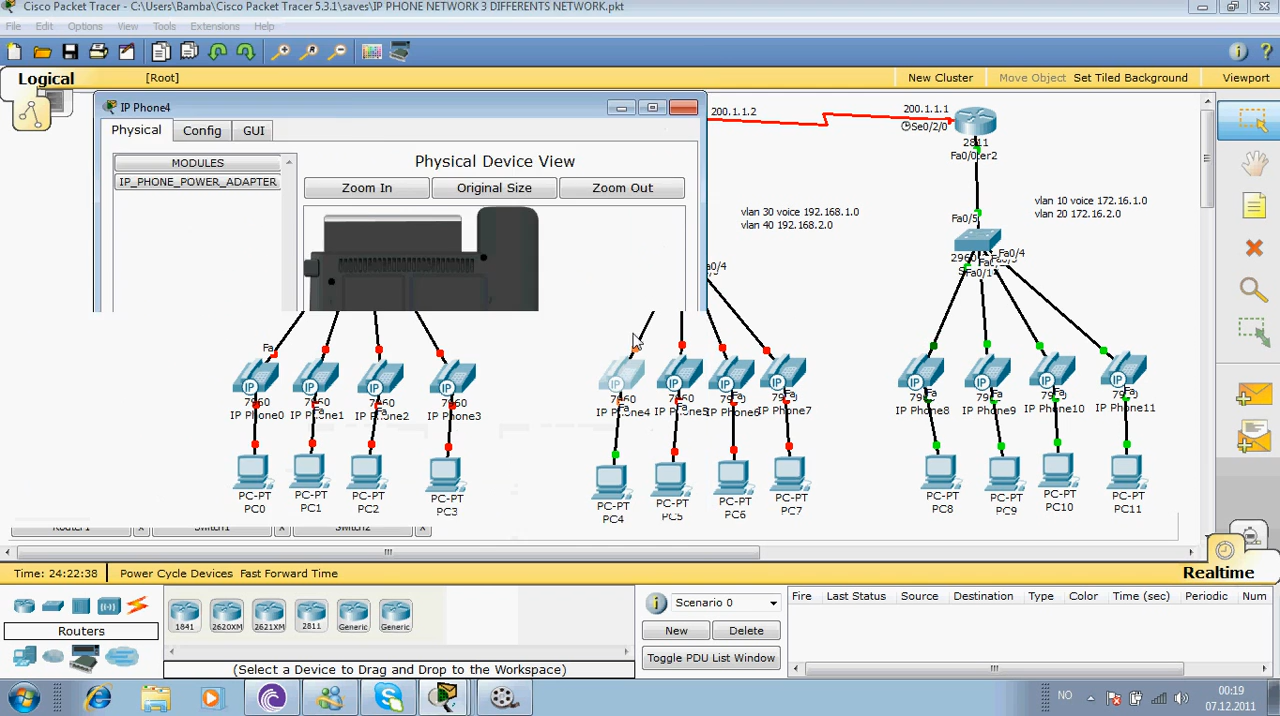 Cisco Packet Tracer - C:\Users\Bamba\Cisco Packet Tracer 5.3.1\saves\IP PHONE NETWORK 3 DIFFERENTS NETWORK.pkt
File Edit Options View Tools Extensions Help
Logical [Root] New Cluster Move Object Set Tiled Background Viewport
IP Phone4
Physical Config GUI
MODULES
IP_PHONE_POWER_ADAPTER
Physical Device View
Zoom In Original Size Zoom Out
200.1.1.2
200.1.1.1
Se0/2/0
2811
vlan 30 voice 192.168.1.0
vlan 40 192.168.2.0
vlan 10 voice 172.16.1.0
vlan 20 172.16.2.0
Fa0/5
Fa0/4
IP Phone0 IP Phone3
IP Phone8 IP Phone9 IP Phone10 IP Phone11
PC-PT PC-PT PC-PT PC-PT PC-PT PC-PT PC-PT PC-PT PC-PT PC-PT PC-PT PC-PT
PC0 PC1 PC2 PC3 PC4 PC5 PC6 PC7 PC8 PC9 PC10 PC11
Time: 24:22:38 Power Cycle Devices Fast Forward Time Realtime
Routers
1841 2620XM 2621XM 2811 Generic Generic
(Select a Device to Drag and Drop to the Workspace)
Scenario 0
New Delete
Toggle PDU List Window
Fire Last Status Source Destination Type Color Time (sec) Periodic Num
NO
00:19
07.12.2011